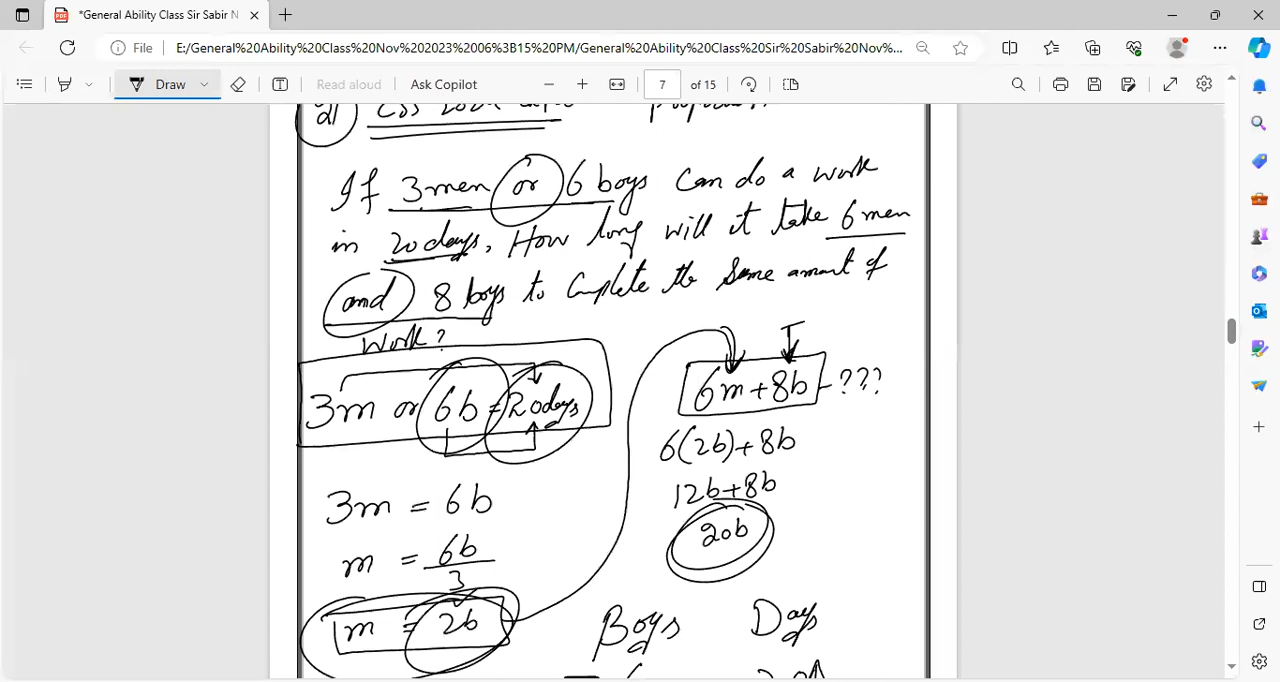 *General Ability Class Sir Sabir N
File
E:/General%20Ability%20Class%20Nov%202023%20%206%3B15%20PM/General%20Ability%20Class%20Sir%20Sabir%20Nov%...
Draw
Read aloud
Ask Copilot
7 of 15
If 3 men or 6 boys can do a work
in 20 days, How long will it take 6 men
and 8 boys to Complete the Same amount of
work?
3m or 6b = 20 days
6m + 8b - ???
6(2b) + 8b
12b + 8b
20b
3m = 6b
m = 6b/3
1m = 2b
Boys Days